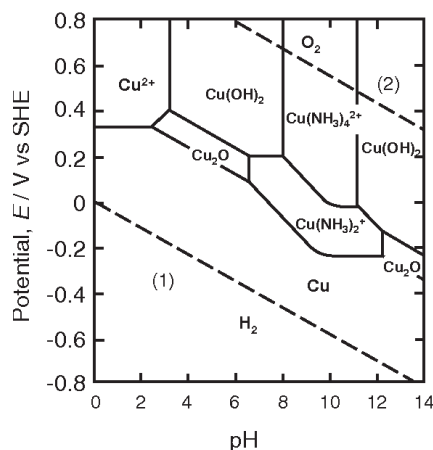 Potential, E / V vs SHE
0.8
0.6
0.4
0.2
0
-0.2
-0.4
-0.6
-0.8
O₂
(2)
Cu²⁺
Cu(OH)₂
Cu(NH₃)₄²⁺
Cu(OH)₂
Cu₂O
Cu(NH₃)₂⁺
Cu₂O
Cu
(1)
H₂
0 2 4 6 8 10 12 14
pH